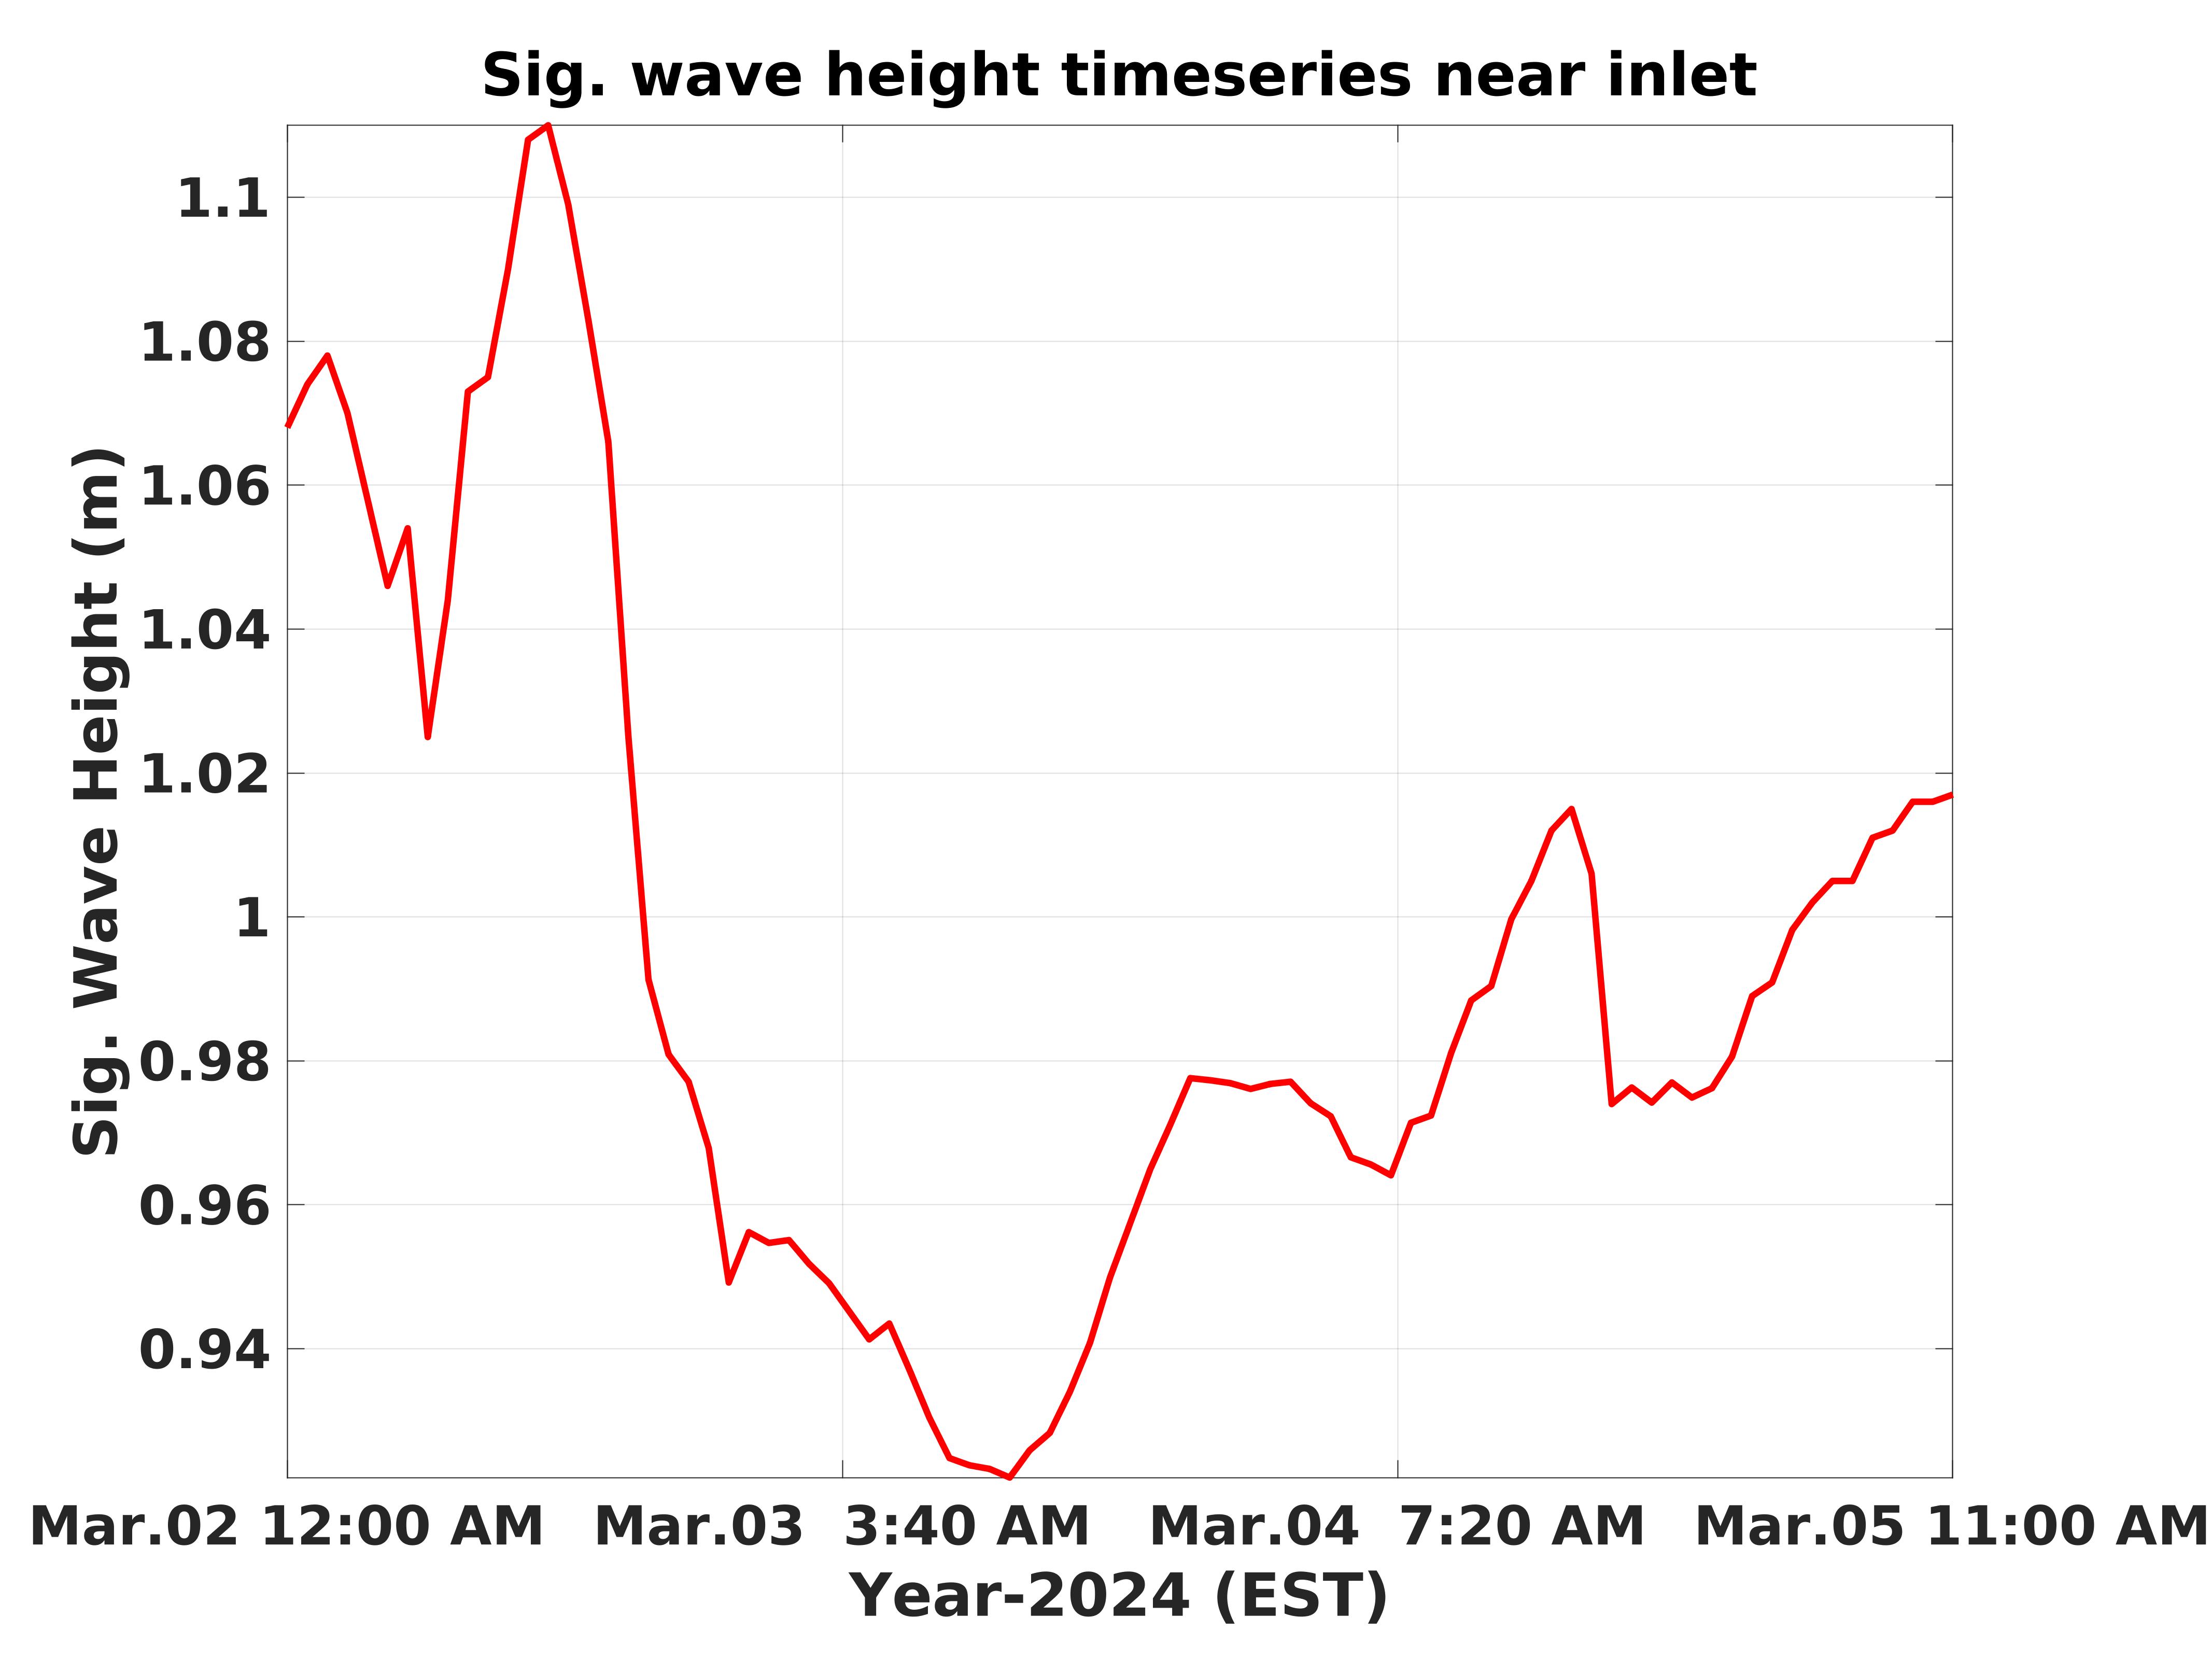 Sig. wave height timeseries near inlet
Sig. Wave Height (m)
1.1
1.08
1.06
1.04
1.02
1
0.98
0.96
0.94
Mar.02 12:00 AM Mar.03 3:40 AM Mar.04 7:20 AM Mar.05 11:00 AM
Year-2024 (EST)